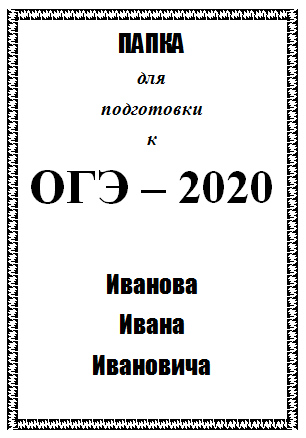 ПАПКА
для
подготовки
к
ОГЭ – 2020
Иванова
Ивана
Ивановича